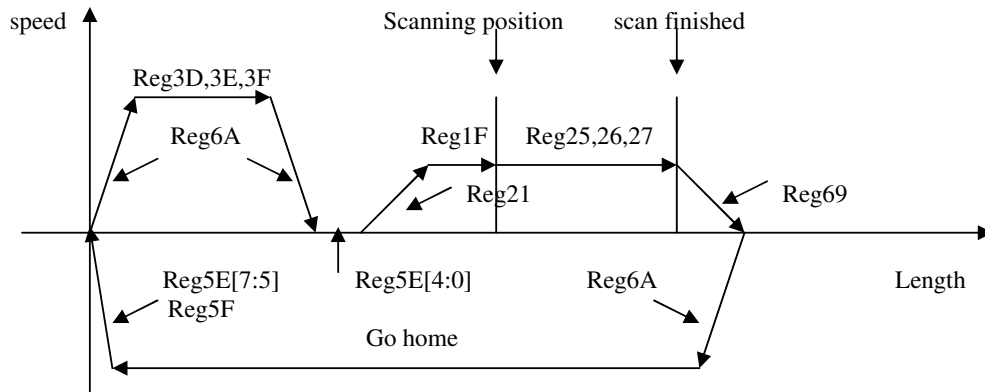 speed
Scanning position
scan finished
Reg3D,3E,3F
Reg6A
Reg1F
Reg25,26,27
Reg21
Reg69
Reg5E[7:5]
Reg5F
Reg5E[4:0]
Reg6A
Length
Go home